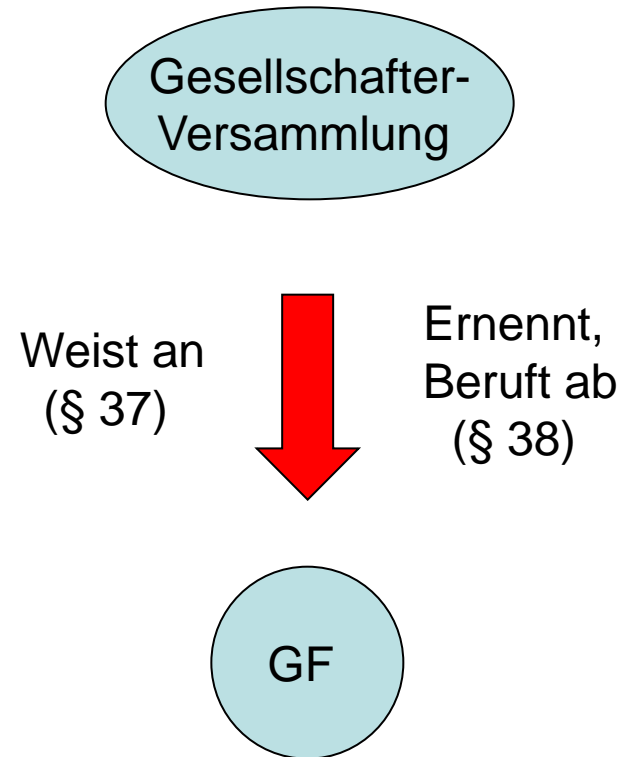 Gesellschafter-
Versammlung
Weist an
(§ 37)
Ernennt,
Beruft ab
(§ 38)
GF